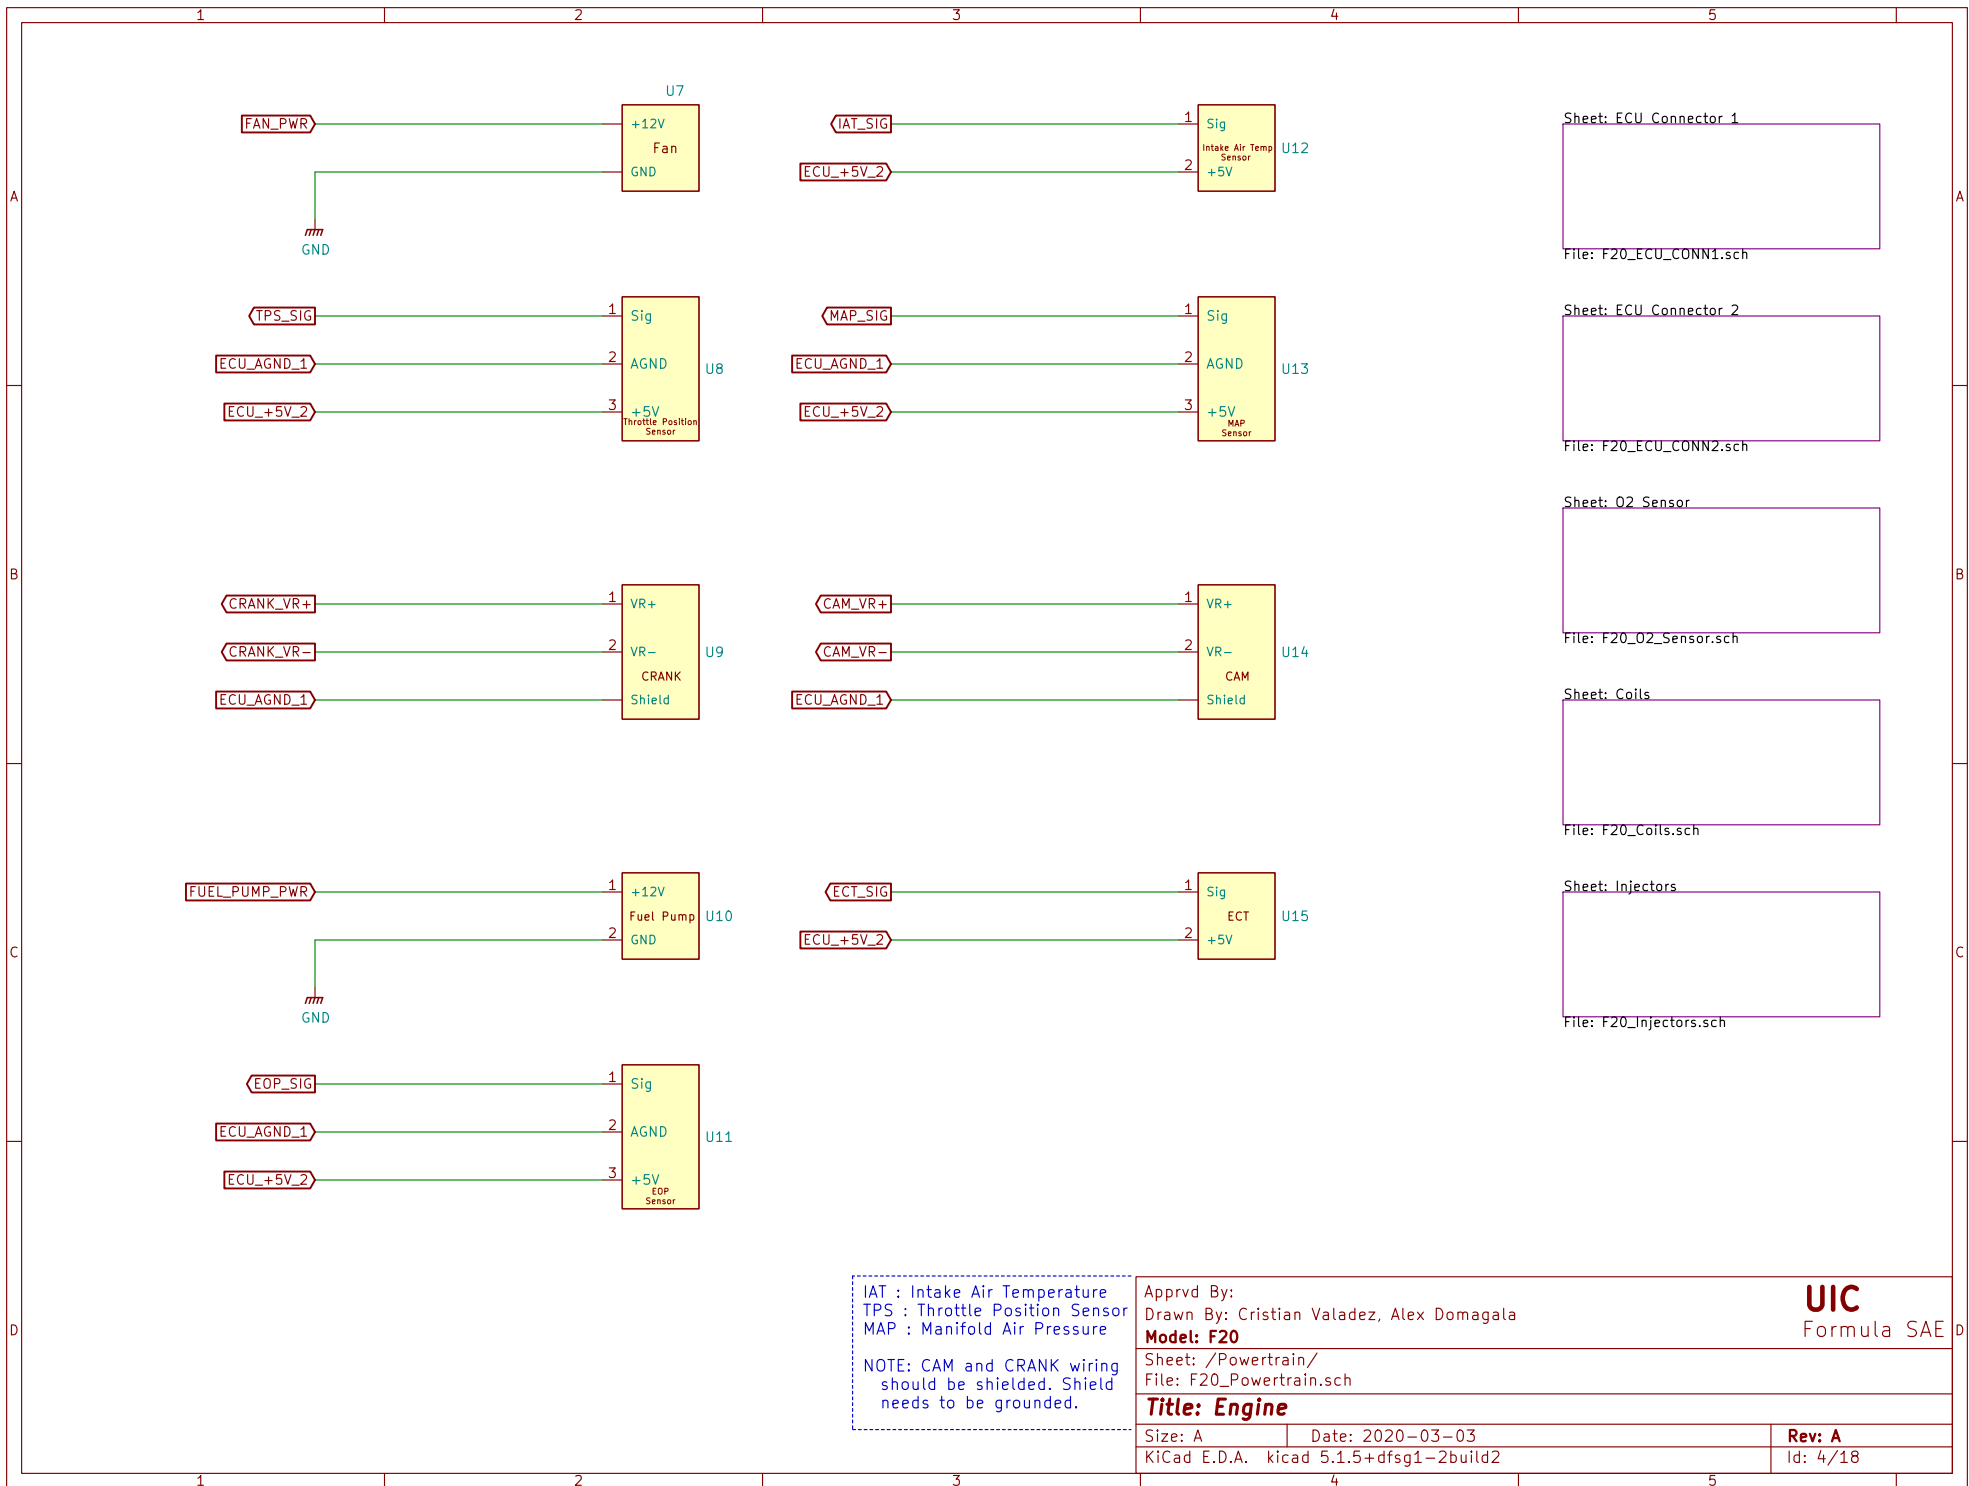 1 2 3 4 5
A
B
C
D
A
B
C
D
U7
FAN_PWR
+12V
Fan
GND
GND
TPS_SIG 1 Sig
ECU_AGND_1 2 AGND
U8
ECU_+5V_2 3 +5V
Throttle Position
Sensor
CRANK_VR+ 1 VR+
CRANK_VR- 2 VR- U9
CRANK
ECU_AGND_1 Shield
FUEL_PUMP_PWR 1 +12V
Fuel Pump U10
2 GND
GND
EOP_SIG 1 Sig
ECU_AGND_1 2 AGND
U11
ECU_+5V_2 3 +5V
EOP
Sensor
IAT_SIG 1 Sig
Intake Air Temp U12
Sensor
ECU_+5V_2 2 +5V
MAP_SIG 1 Sig
ECU_AGND_1 2 AGND
U13
ECU_+5V_2 3 +5V
MAP
Sensor
CAM_VR+ 1 VR+
CAM_VR- 2 VR- U14
CAM
ECU_AGND_1 Shield
ECT_SIG 1 Sig
ECT U15
ECU_+5V_2 2 +5V
Sheet: ECU Connector 1
File: F20_ECU_CONN1.sch
Sheet: ECU Connector 2
File: F20_ECU_CONN2.sch
Sheet: O2 Sensor
File: F20_O2_Sensor.sch
Sheet: Coils
File: F20_Coils.sch
Sheet: Injectors
File: F20_Injectors.sch
IAT : Intake Air Temperature
TPS : Throttle Position Sensor
MAP : Manifold Air Pressure
NOTE: CAM and CRANK wiring
should be shielded. Shield
needs to be grounded.
Apprvd By:
Drawn By: Cristian Valadez, Alex Domagala
Model: F20
UIC
Formula SAE
Sheet: /Powertrain/
File: F20_Powertrain.sch
Title: Engine
Size: A Date: 2020-03-03 Rev: A
KiCad E.D.A. kicad 5.1.5+dfsg1-2build2 Id: 4/18
1 2 3 4 5